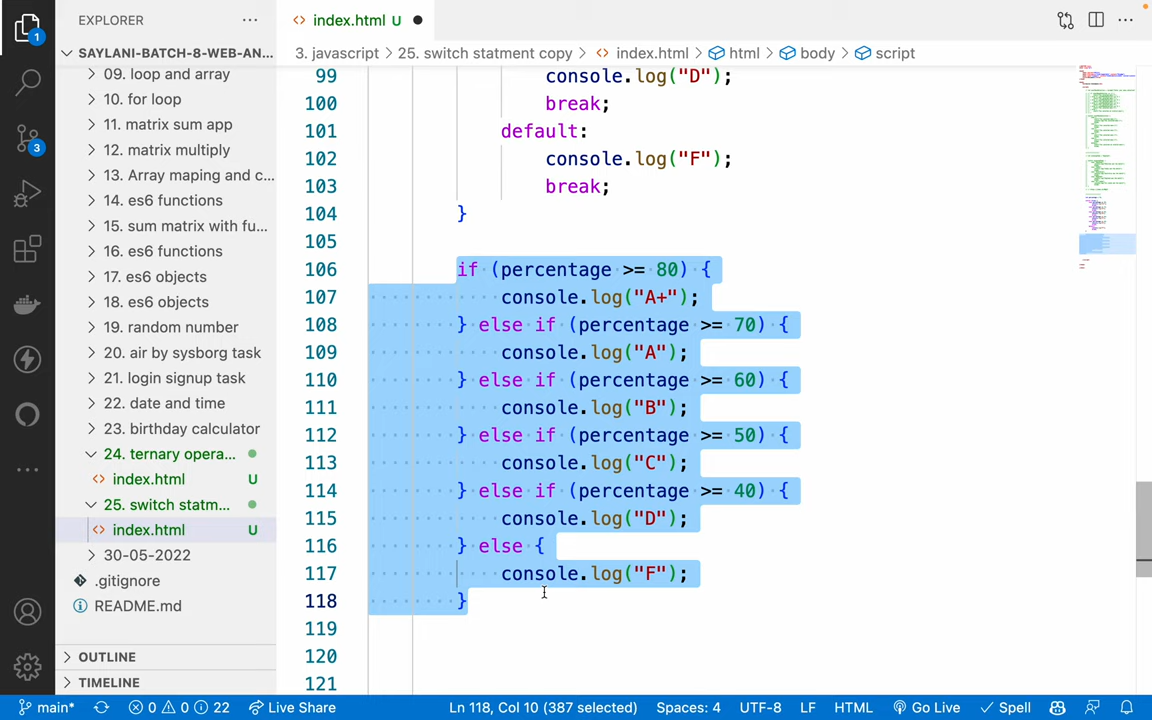 EXPLORER
index.html U
SAYLANI-BATCH-8-WEB-AN...
3. javascript > 25. switch statment copy > index.html > html > body > script
1
3
09. loop and array
10. for loop
11. matrix sum app
12. matrix multiply
13. Array maping and c...
14. es6 functions
15. sum matrix with fu...
16. es6 functions
17. es6 objects
18. es6 objects
19. random number
20. air by sysborg task
21. login signup task
22. date and time
23. birthday calculator
24. ternary opera...
index.html U
25. switch statm...
index.html U
30-05-2022
.gitignore
README.md
OUTLINE
TIMELINE
99 console.log("D");
100 break;
101 default:
102 console.log("F");
103 break;
104 }
105
106 if (percentage >= 80) {
107 console.log("A+");
108 } else if (percentage >= 70) {
109 console.log("A");
110 } else if (percentage >= 60) {
111 console.log("B");
112 } else if (percentage >= 50) {
113 console.log("C");
114 } else if (percentage >= 40) {
115 console.log("D");
116 } else {
117 console.log("F");
118 }
119
120
121
main* 0 0 22 Live Share Ln 118, Col 10 (387 selected) Spaces: 4 UTF-8 LF HTML Go Live Spell